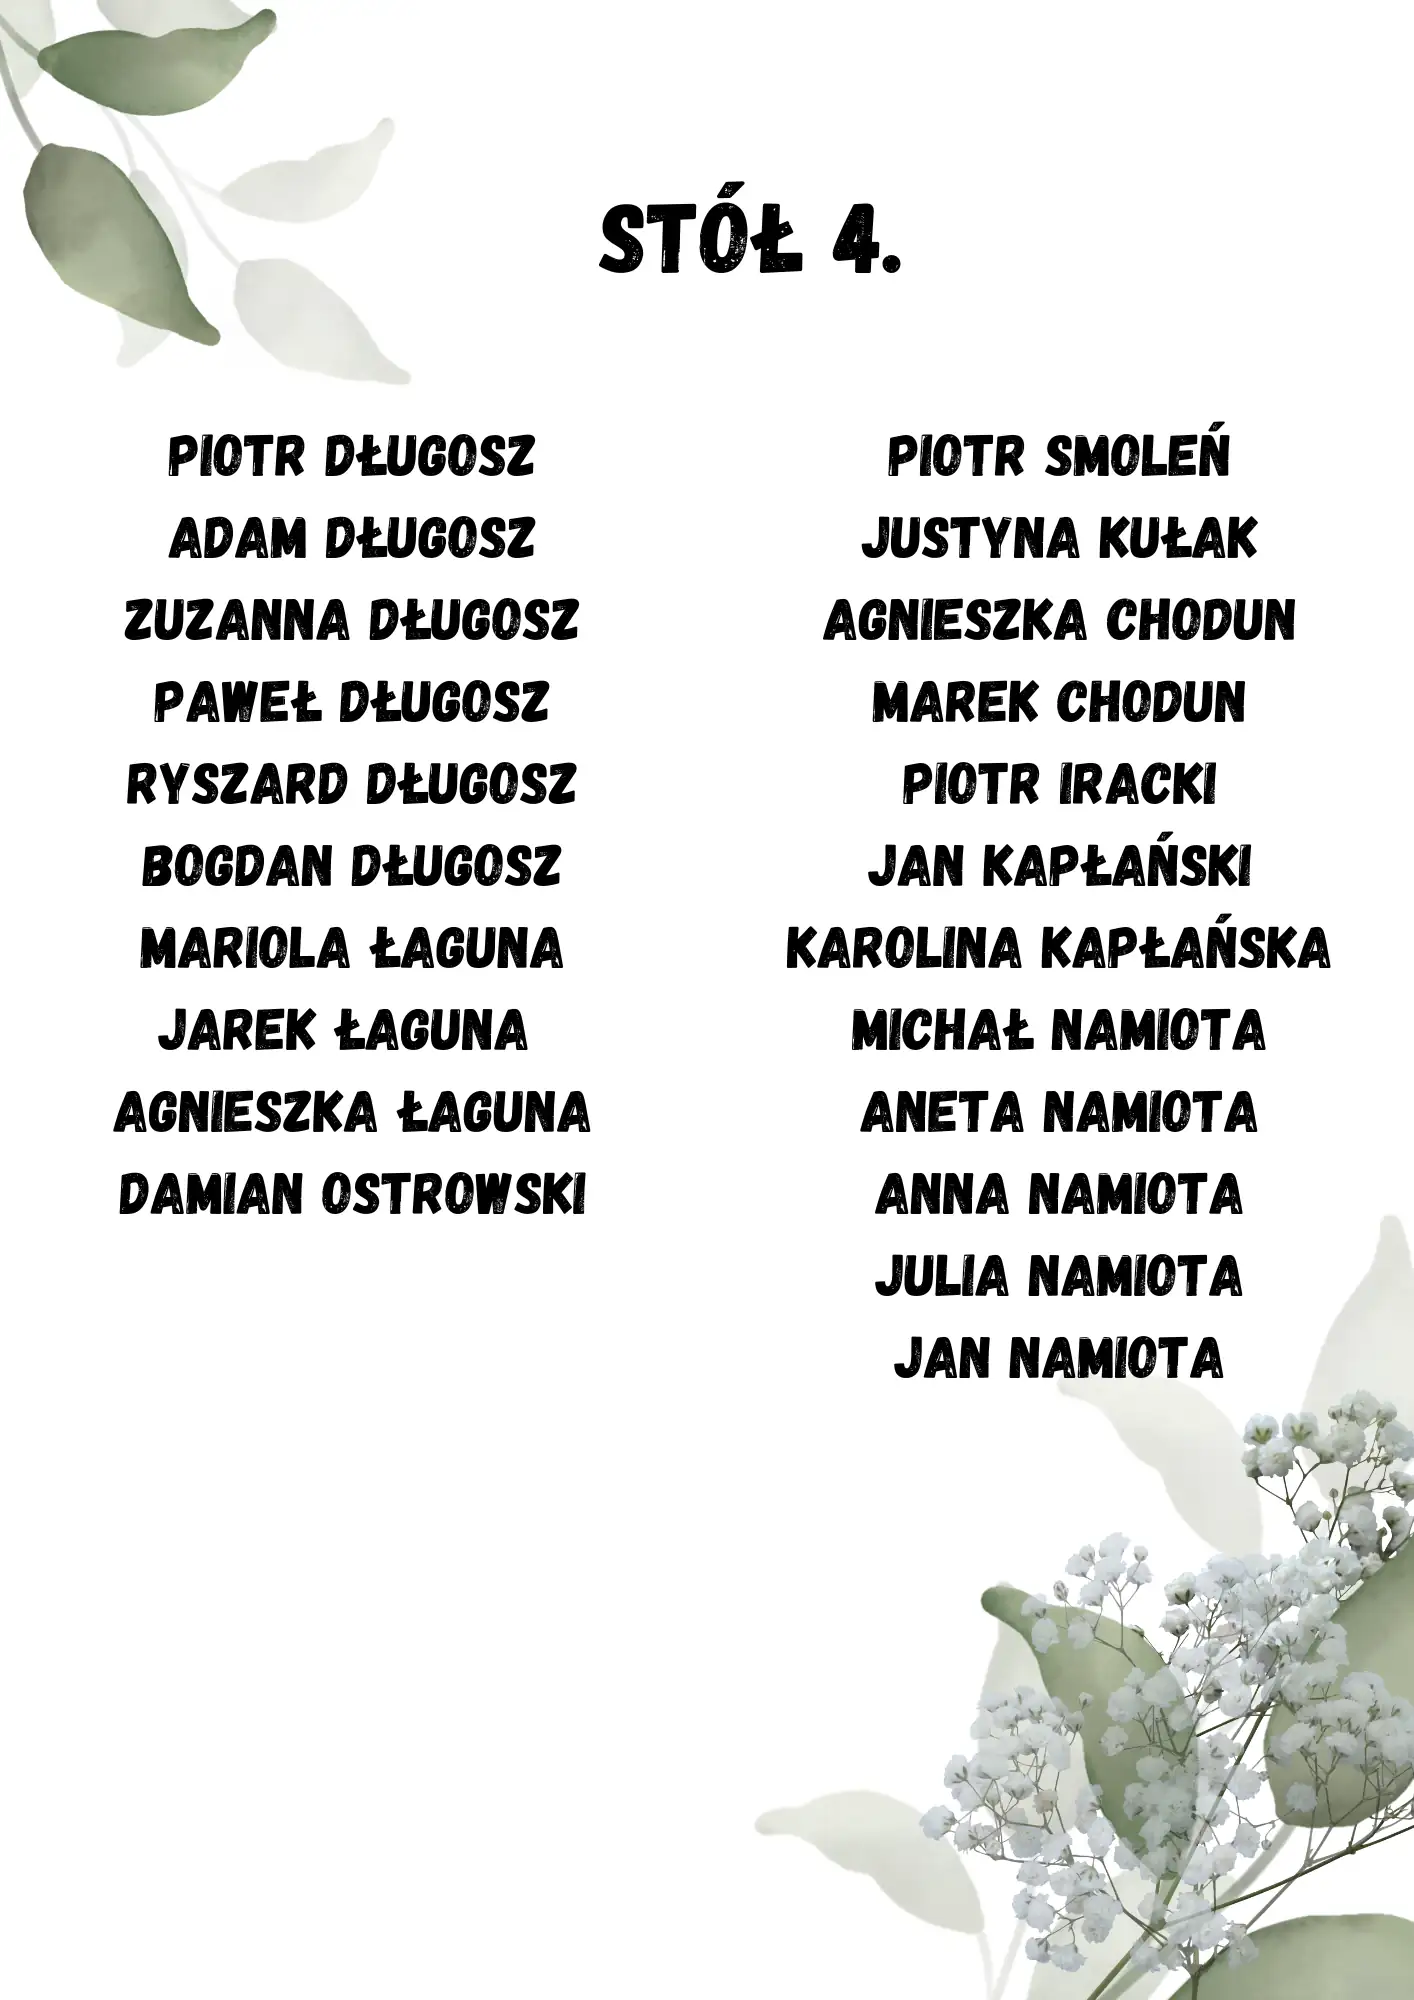 STÓŁ 4.
PIOTR DŁUGOSZ
ADAM DŁUGOSZ
ZUZANNA DŁUGOSZ
PAWEŁ DŁUGOSZ
RYSZARD DŁUGOSZ
BOGDAN DŁUGOSZ
MARIOLA ŁAGUNA
JAREK ŁAGUNA
AGNIESZKA ŁAGUNA
DAMIAN OSTROWSKI
PIOTR SMOLEŃ
JUSTYNA KUŁAK
AGNIESZKA CHODUN
MAREK CHODUN
PIOTR IRACKI
JAN KAPŁAŃSKI
KAROLINA KAPŁAŃSKA
MICHAŁ NAMIOTA
ANETA NAMIOTA
ANNA NAMIOTA
JULIA NAMIOTA
JAN NAMIOTA